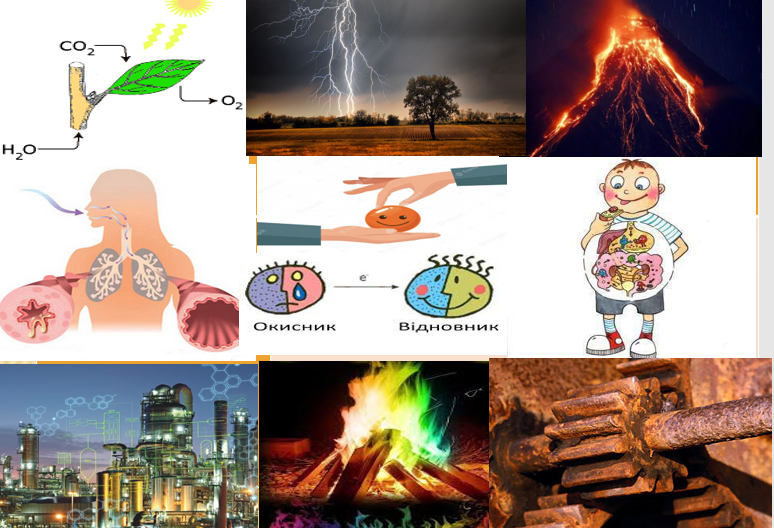 CO₂
O₂
H₂O
e⁻
Окисник
Відновник